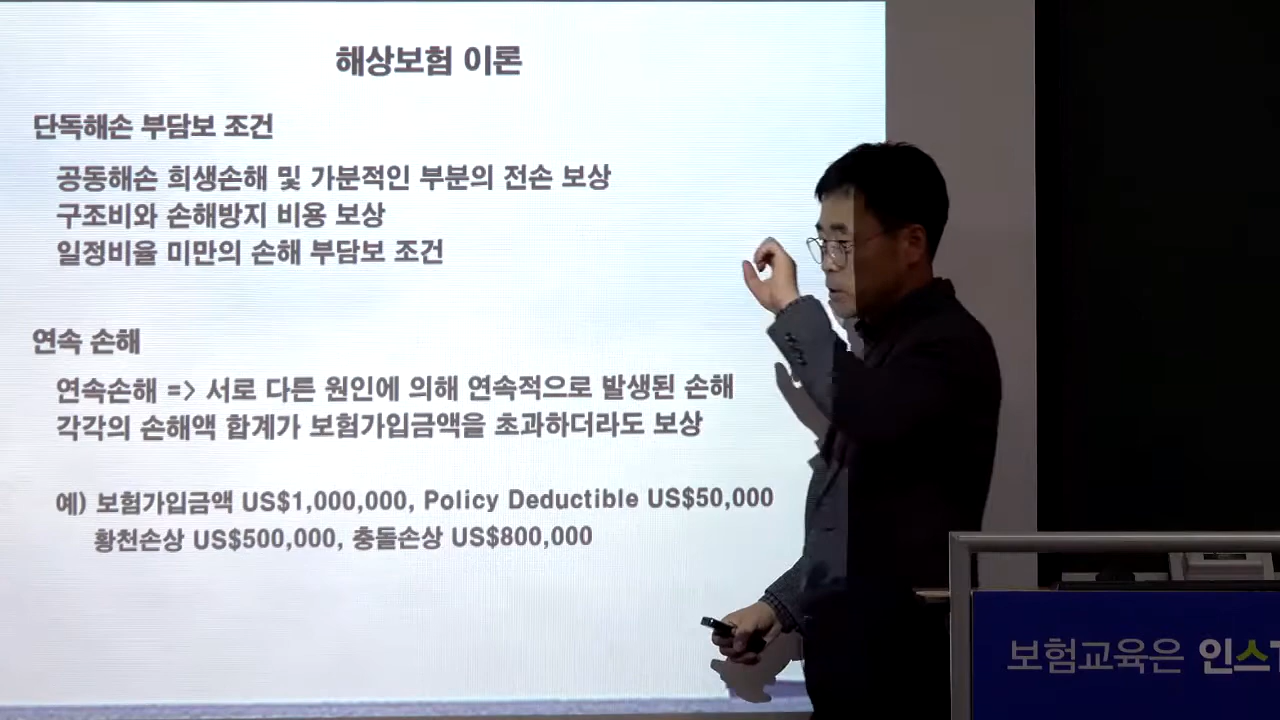 해상보험 이론
단독해손 부담보 조건
공동해손 희생손해 및 가분적인 부분의 전손 보상
구조비와 손해방지 비용 보상
일정비율 미만의 손해 부담보 조건
연속 손해
연속손해 => 서로 다른 원인에 의해 연속적으로 발생된 손해
각각의 손해액 합계가 보험가입금액을 초과하더라도 보상
예) 보험가입금액 US$1,000,000, Policy Deductible US$50,000
황천손상 US$500,000, 충돌손상 US$800,000
보험교육은 인스